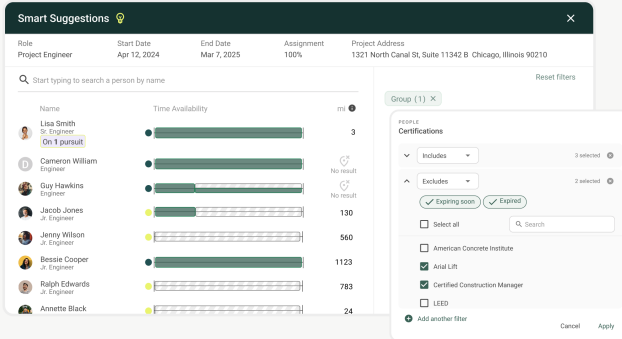 Smart Suggestions
Role
Project Engineer
Start Date
Apr 12, 2024
End Date
Mar 7, 2025
Assignment
100%
Project Address
1321 North Canal St, Suite 11342 B Chicago, Illinois 90210
Start typing to search a person by name
Reset filters
Group (1) ×
Name
Time Availability
mi
Lisa Smith
Sr. Engineer
On 1 pursuit
3
D
Cameron William
Engineer
No result
Guy Hawkins
Engineer
No result
Jacob Jones
Jr. Engineer
130
Jenny Wilson
Jr. Engineer
560
Bessie Cooper
Jr. Engineer
1123
Ralph Edwards
Jr. Engineer
783
Annette Black
24
PEOPLE
Certifications
Includes
3 selected
Excludes
2 selected
Expiring soon
Expired
Select all
Search
American Concrete Institute
Arial Lift
Certified Construction Manager
LEED
Add another filter
Cancel
Apply